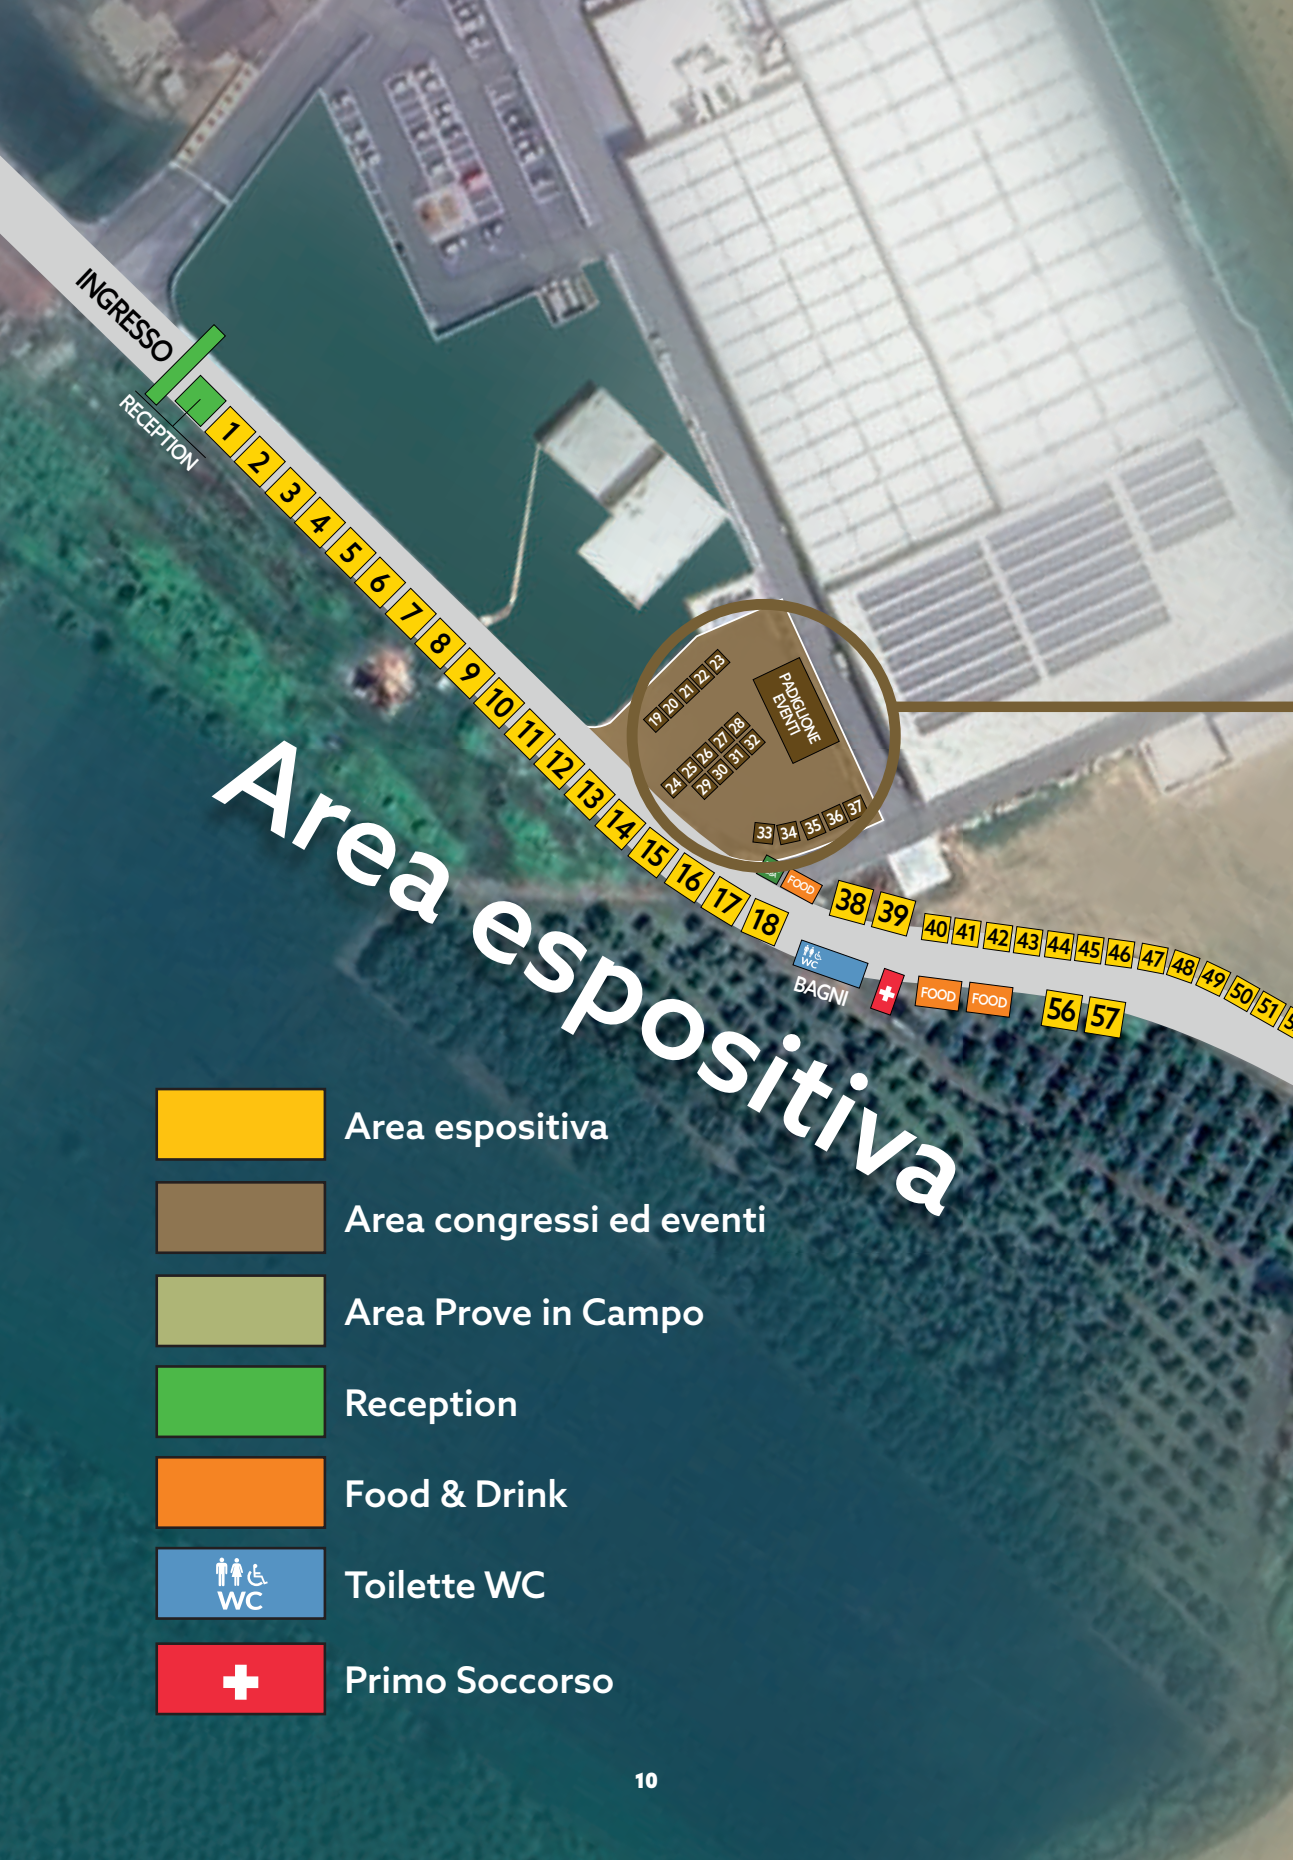 INGRESSO
RECEPTION
1
2
3
4
5
6
7
8
9
10
11
12
13
14
15
16
17
18
19 20 21 22 23
24 25 26 27 28
29 30 31 32
PADIGLIONE
EVENTI
33 34 35 36 37
FOOD
38 39
40 41 42 43 44 45 46 47 48 49 50 51
WC
BAGNI
FOOD FOOD
56 57
Area espositiva
Area espositiva
Area congressi ed eventi
Area Prove in Campo
Reception
Food & Drink
WC
Toilette WC
Primo Soccorso
10